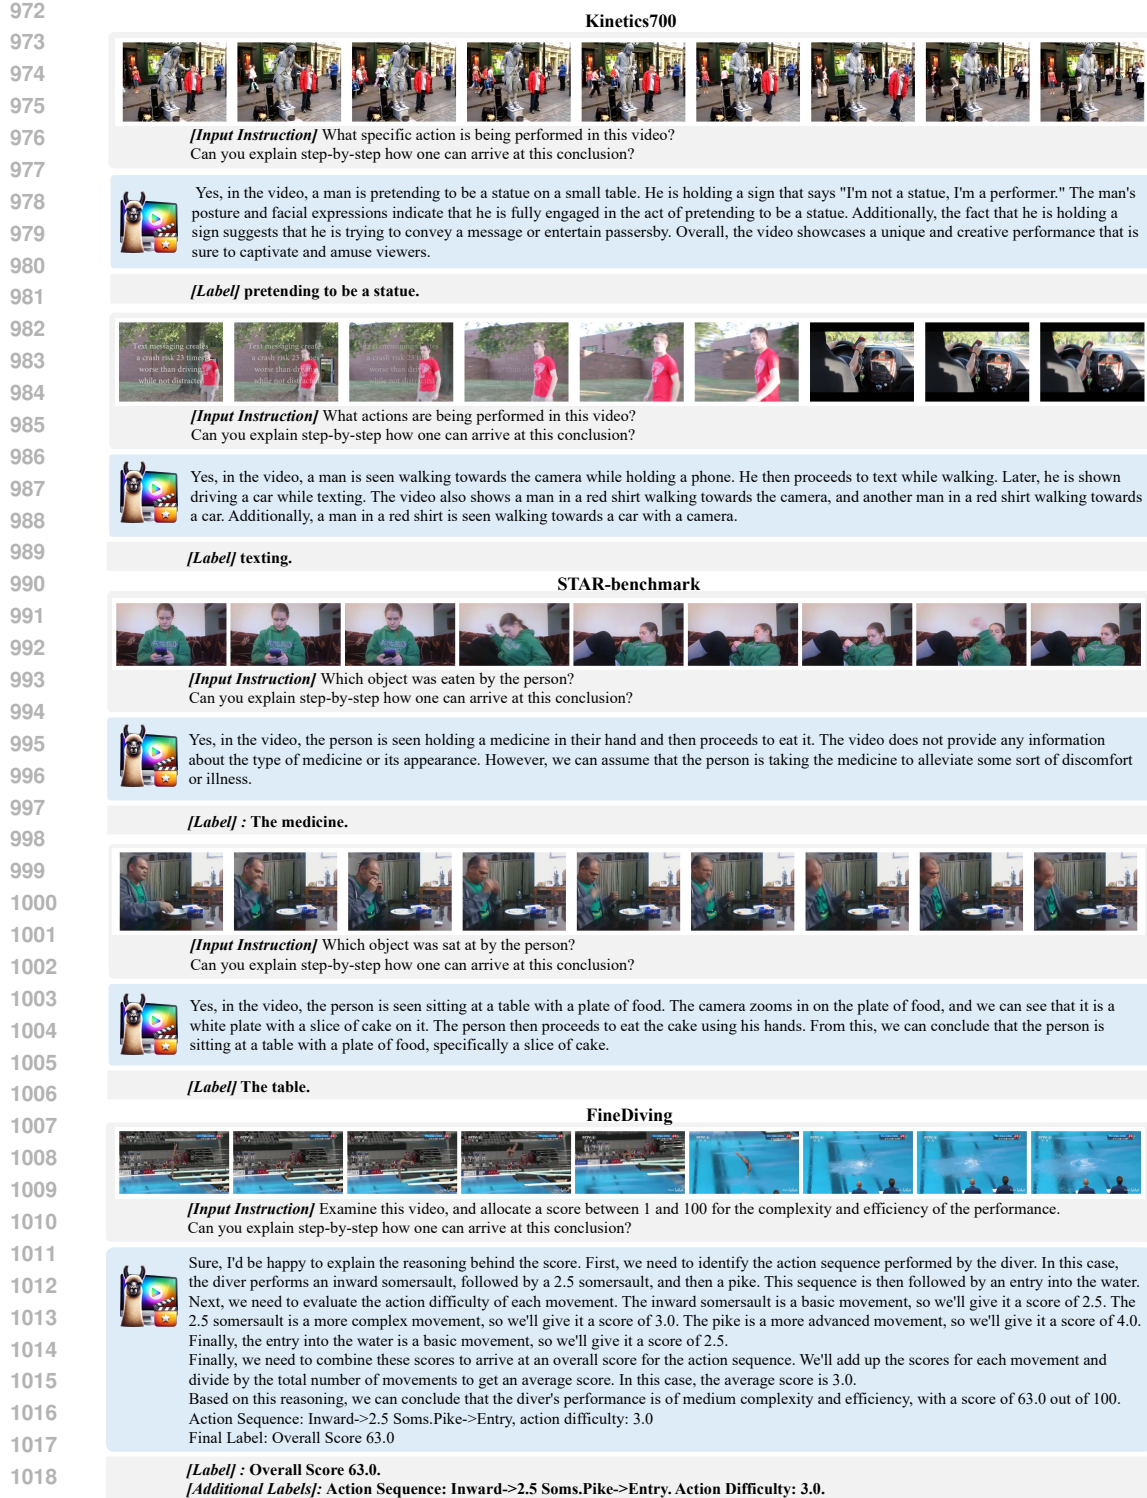 972
Kinetics700
973
974
975
976
[Input Instruction] What specific action is being performed in this video?
Can you explain step-by-step how one can arrive at this conclusion?
977
978
Yes, in the video, a man is pretending to be a statue on a small table. He is holding a sign that says "I'm not a statue, I'm a performer." The man's
posture and facial expressions indicate that he is fully engaged in the act of pretending to be a statue. Additionally, the fact that he is holding a
979
sign suggests that he is trying to convey a message or entertain passersby. Overall, the video showcases a unique and creative performance that is
980
sure to captivate and amuse viewers.
981
[Label] pretending to be a statue.
982
Text messaging creates
a crash risk 23 times
worse than driving
while not distracted
983
984
985
[Input Instruction] What actions are being performed in this video?
Can you explain step-by-step how one can arrive at this conclusion?
986
987
Yes, in the video, a man is seen walking towards the camera while holding a phone. He then proceeds to text while walking. Later, he is shown
driving a car while texting. The video also shows a man in a red shirt walking towards the camera, and another man in a red shirt walking towards
988
a car. Additionally, a man in a red shirt is seen walking towards a car with a camera.
989
[Label] texting.
990
STAR-benchmark
991
992
993
[Input Instruction] Which object was eaten by the person?
Can you explain step-by-step how one can arrive at this conclusion?
994
995
Yes, in the video, the person is seen holding a medicine in their hand and then proceeds to eat it. The video does not provide any information
about the type of medicine or its appearance. However, we can assume that the person is taking the medicine to alleviate some sort of discomfort
996
or illness.
997
[Label] : The medicine.
998
999
1000
1001
[Input Instruction] Which object was sat at by the person?
1002
Can you explain step-by-step how one can arrive at this conclusion?
1003
Yes, in the video, the person is seen sitting at a table with a plate of food. The camera zooms in on the plate of food, and we can see that it is a
1004
white plate with a slice of cake on it. The person then proceeds to eat the cake using his hands. From this, we can conclude that the person is
sitting at a table with a plate of food, specifically a slice of cake.
1005
1006
[Label] The table.
1007
FineDiving
1008
1009
[Input Instruction] Examine this video, and allocate a score between 1 and 100 for the complexity and efficiency of the performance.
1010
Can you explain step-by-step how one can arrive at this conclusion?
1011
Sure, I'd be happy to explain the reasoning behind the score. First, we need to identify the action sequence performed by the diver. In this case,
1012
the diver performs an inward somersault, followed by a 2.5 somersault, and then a pike. This sequence is then followed by an entry into the water.
Next, we need to evaluate the action difficulty of each movement. The inward somersault is a basic movement, so we'll give it a score of 2.5. The
1013
2.5 somersault is a more complex movement, so we'll give it a score of 3.0. The pike is a more advanced movement, so we'll give it a score of 4.0.
Finally, the entry into the water is a basic movement, so we'll give it a score of 2.5.
1014
Finally, we need to combine these scores to arrive at an overall score for the action sequence. We'll add up the scores for each movement and
1015
divide by the total number of movements to get an average score. In this case, the average score is 3.0.
Based on this reasoning, we can conclude that the diver's performance is of medium complexity and efficiency, with a score of 63.0 out of 100.
1016
Action Sequence: Inward->2.5 Soms.Pike->Entry, action difficulty: 3.0
1017
Final Label: Overall Score 63.0
1018
[Label] : Overall Score 63.0.
[Additional Labels]: Action Sequence: Inward->2.5 Soms.Pike->Entry. Action Difficulty: 3.0.